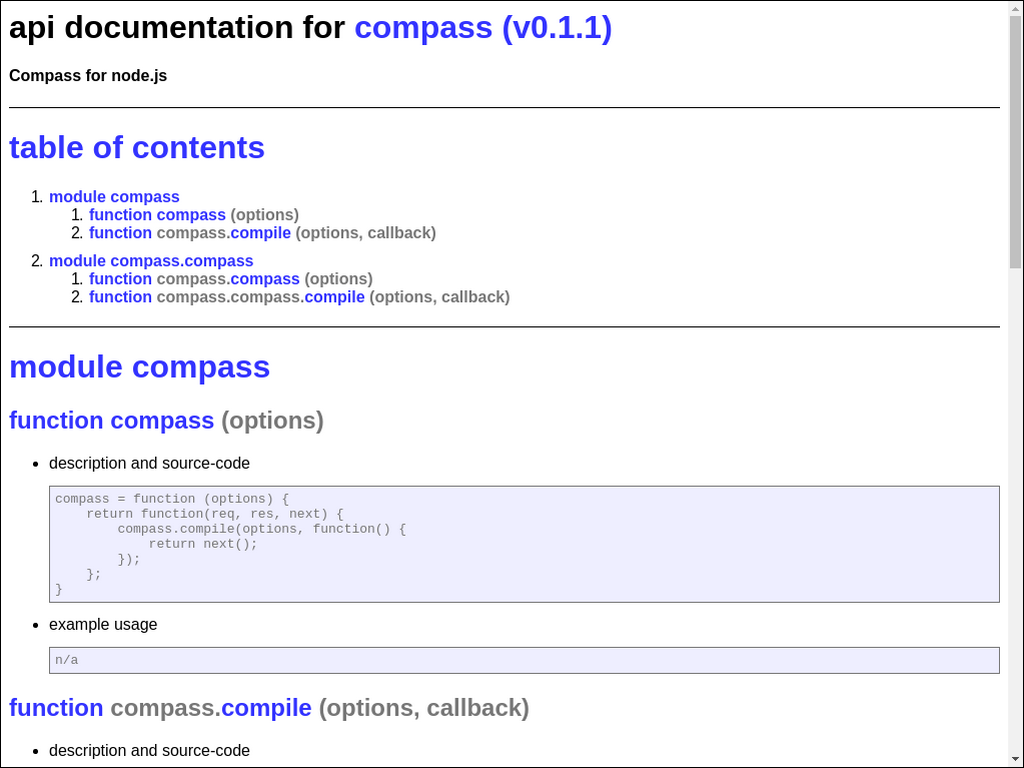 api documentation for compass (v0.1.1)
Compass for node.js
table of contents
1. module compass
1. function compass (options)
2. function compass.compile (options, callback)
2. module compass.compass
1. function compass.compass (options)
2. function compass.compass.compile (options, callback)
module compass
function compass (options)
• description and source-code
compass = function (options) {
    return function(req, res, next) {
        compass.compile(options, function() {
            return next();
        });
    };
}
• example usage
n/a
function compass.compile (options, callback)
• description and source-code